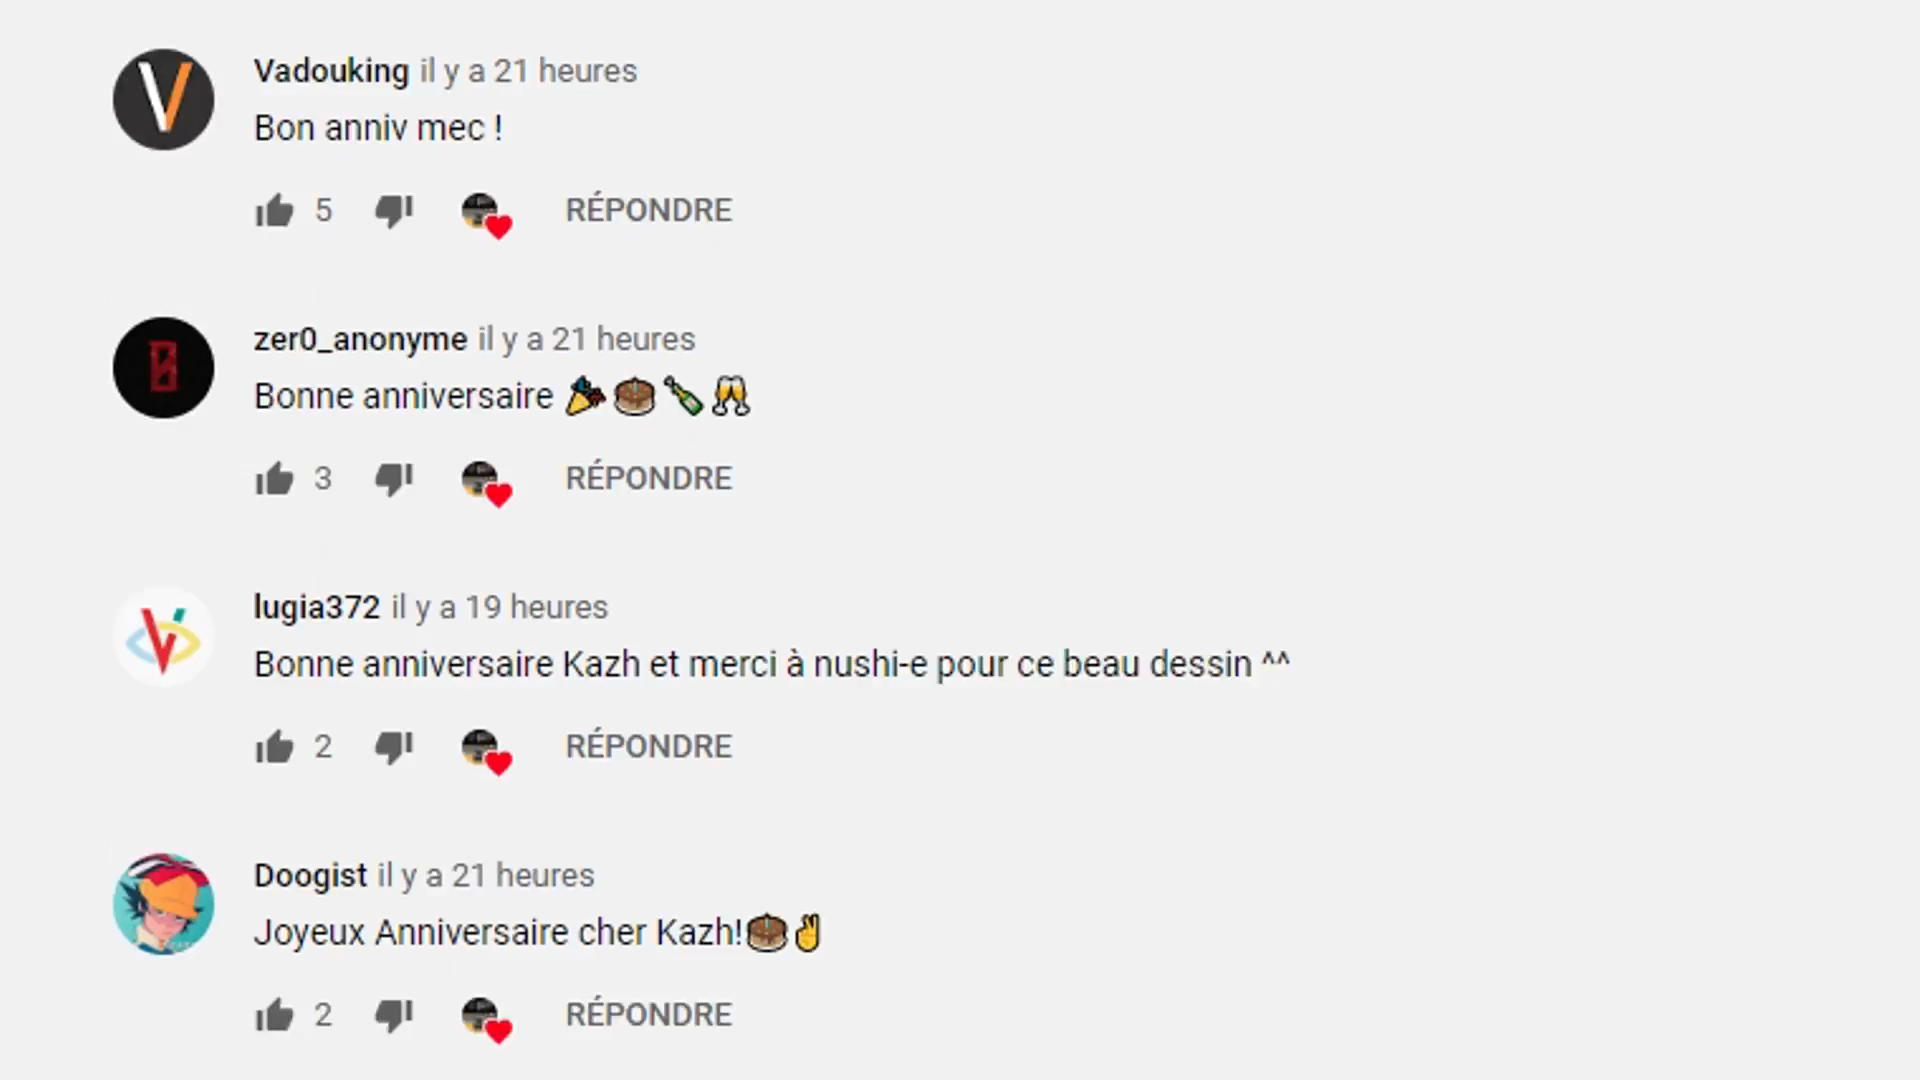 Vadouking il y a 21 heures
Bon anniv mec !
5 RÉPONDRE
zer0_anonyme il y a 21 heures
Bonne anniversaire 🎉🎂🍾🥂
3 RÉPONDRE
lugia372 il y a 19 heures
Bonne anniversaire Kazh et merci à nushi-e pour ce beau dessin ^^
2 RÉPONDRE
Doogist il y a 21 heures
Joyeux Anniversaire cher Kazh!🎂✌
2 RÉPONDRE